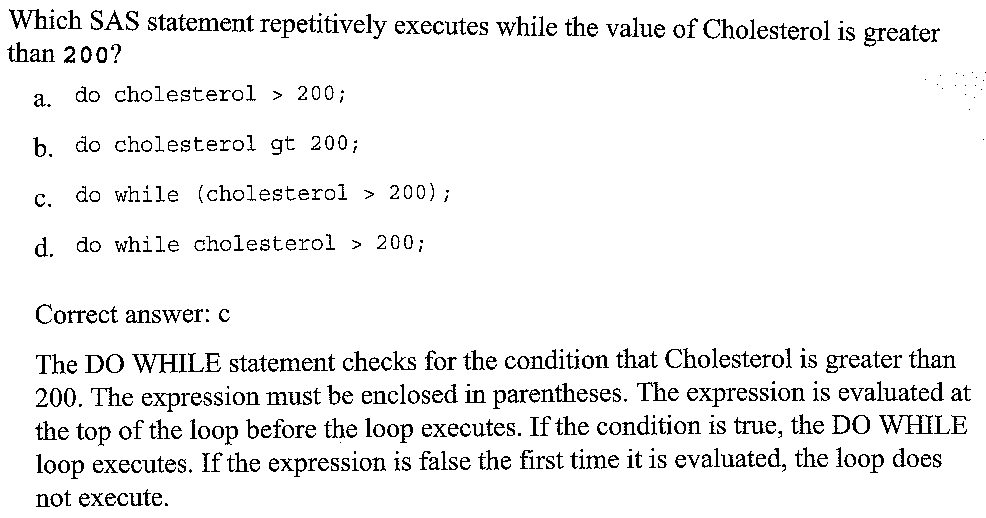 Which SAS statement repetitively executes while the value of Cholesterol is greater
than 200?
a. do cholesterol > 200;
b. do cholesterol gt 200;
c. do while (cholesterol > 200);
d. do while cholesterol > 200;
Correct answer: c
The DO WHILE statement checks for the condition that Cholesterol is greater than
200. The expression must be enclosed in parentheses. The expression is evaluated at
the top of the loop before the loop executes. If the condition is true, the DO WHILE
loop executes. If the expression is false the first time it is evaluated, the loop does
not execute.